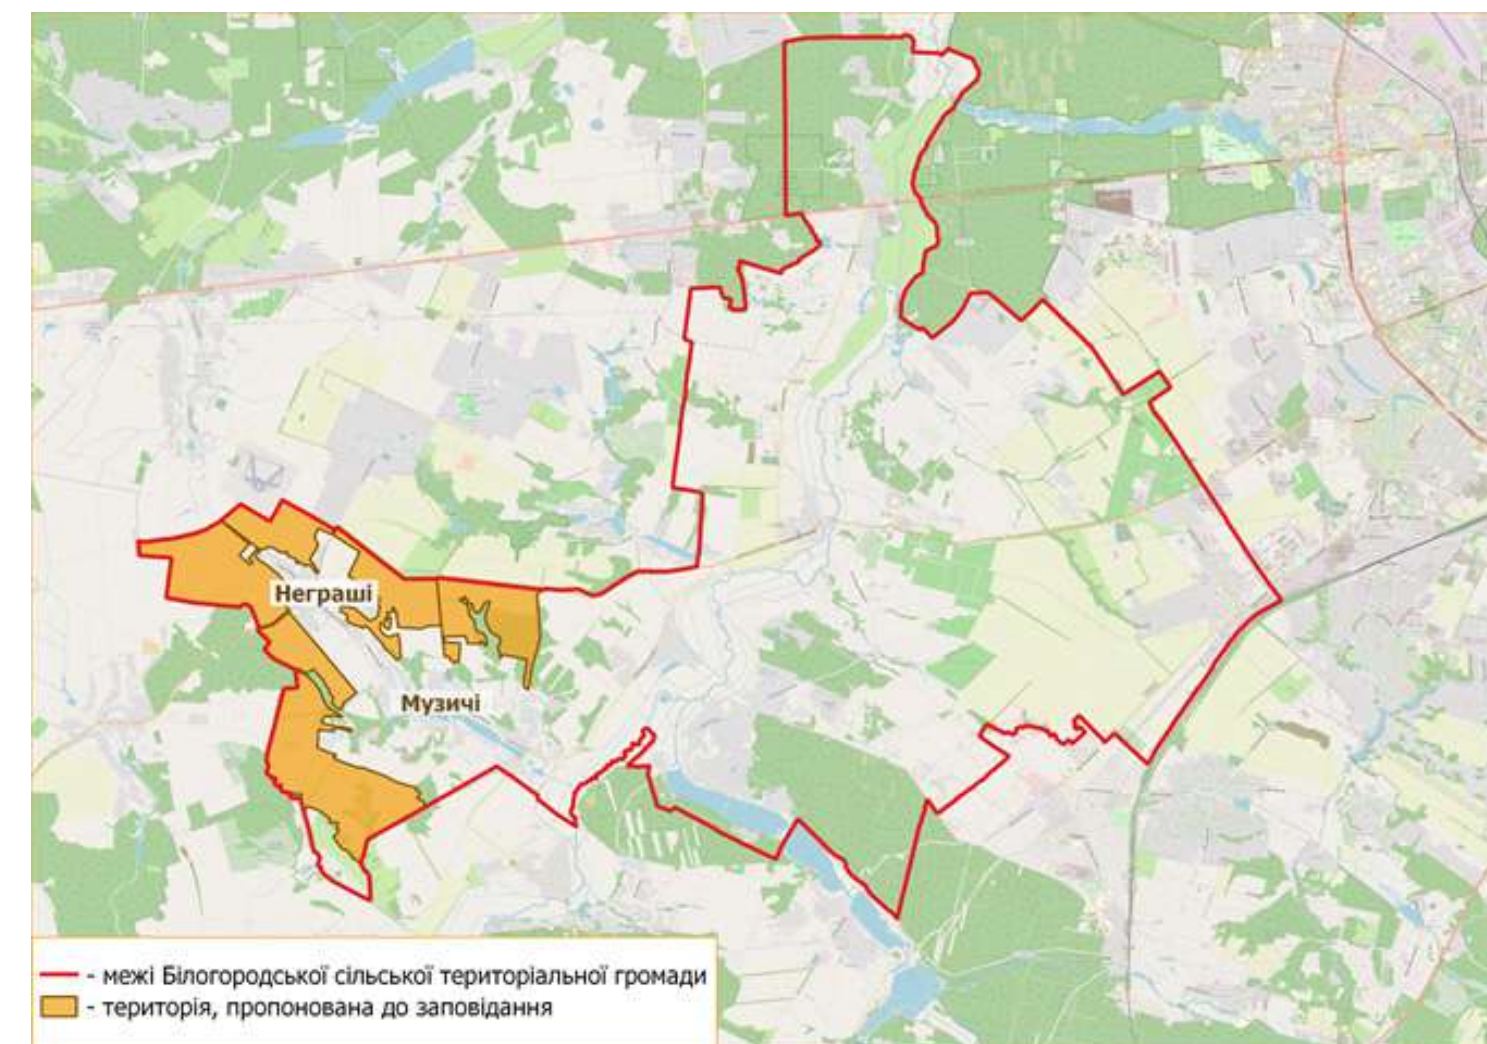 Неграші
Музичі
- межі Білогородської сільської територіальної громади
- територія, пропонована до заповідання